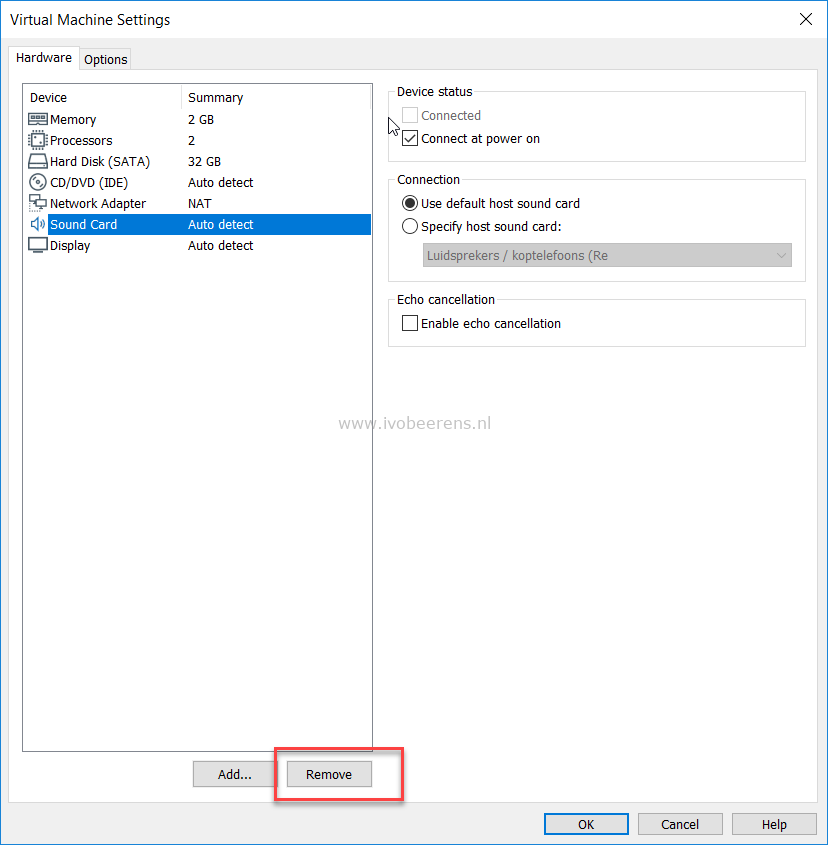 Virtual Machine Settings
Hardware Options
Device Summary
Memory 2 GB
Processors 2
Hard Disk (SATA) 32 GB
CD/DVD (IDE) Auto detect
Network Adapter NAT
Sound Card Auto detect
Display Auto detect
Device status
Connected
Connect at power on
Connection
Use default host sound card
Specify host sound card:
Luidsprekers / koptelefoons (Re
Echo cancellation
Enable echo cancellation
www.ivobeerens.nl
Add... Remove
OK Cancel Help